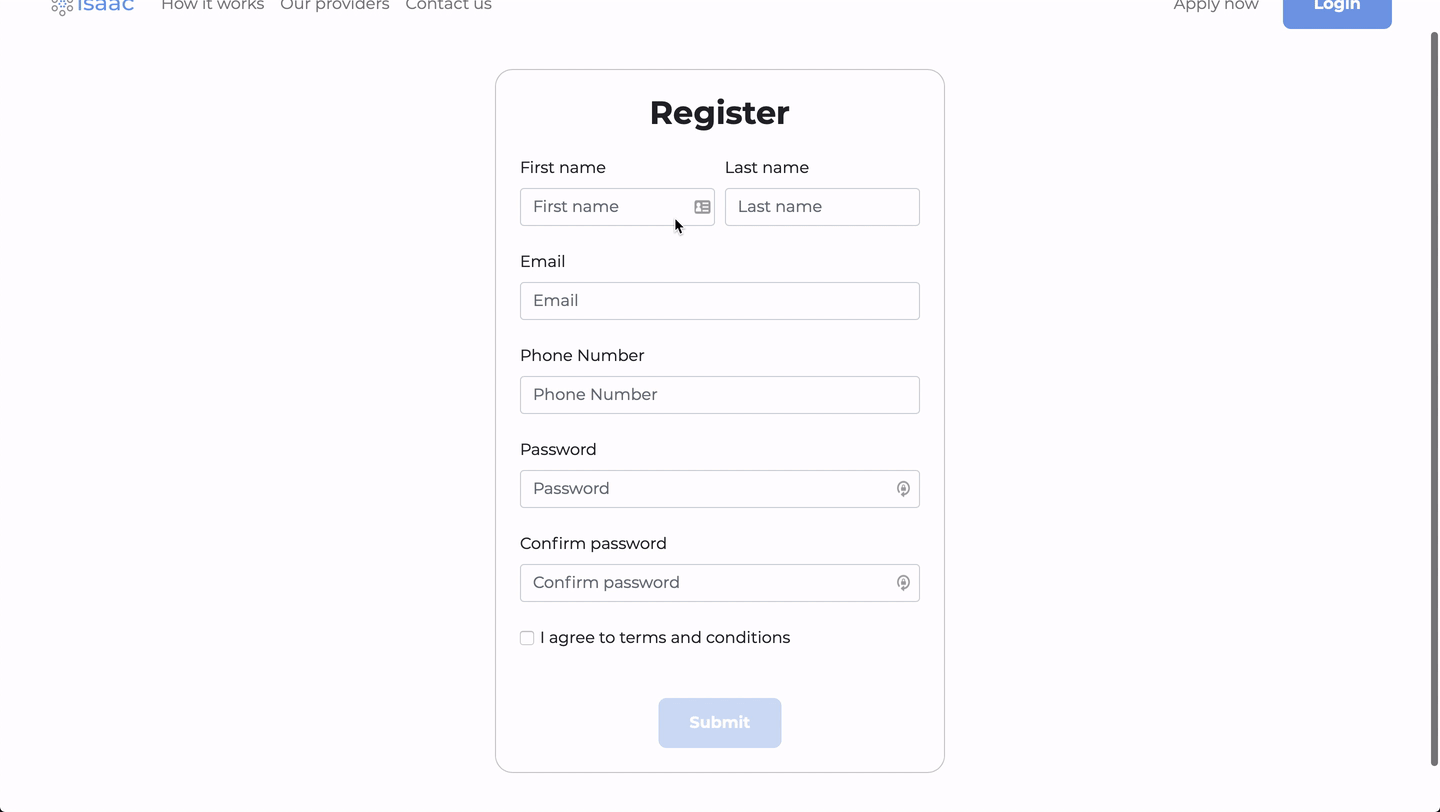 isaac How it works Our providers Contact us Apply now Login
Register
First name Last name
First name Last name
Email
Email
Phone Number
Phone Number
Password
Password
Confirm password
Confirm password
I agree to terms and conditions
Submit